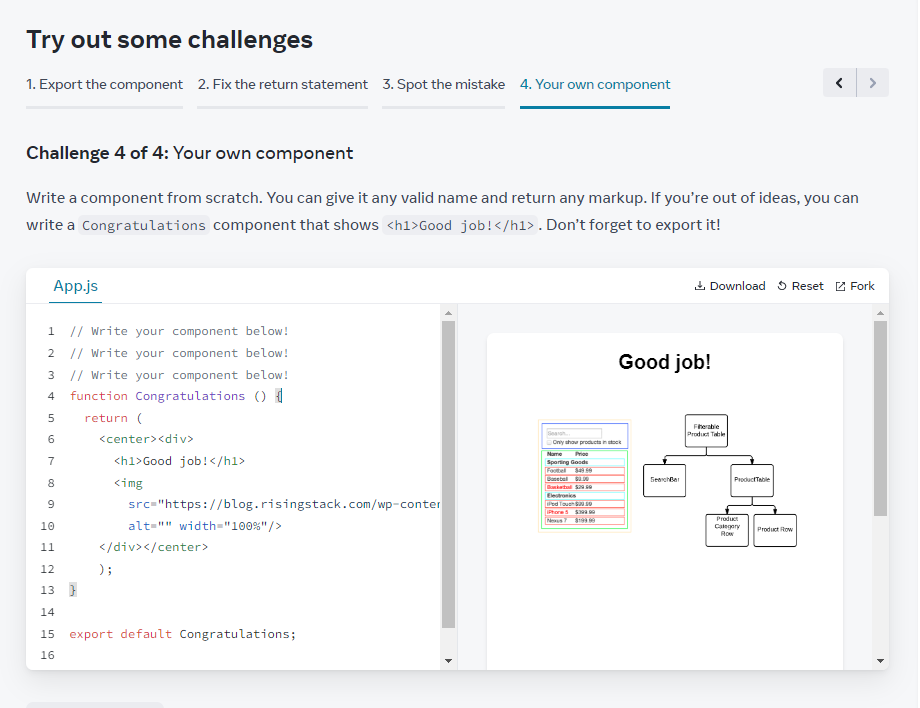 Try out some challenges
1. Export the component 2. Fix the return statement 3. Spot the mistake 4. Your own component
Challenge 4 of 4: Your own component
Write a component from scratch. You can give it any valid name and return any markup. If you’re out of ideas, you can
write a Congratulations component that shows <h1>Good job!</h1>. Don’t forget to export it!
App.js
Download Reset Fork
1 // Write your component below!
2 // Write your component below!
3 // Write your component below!
4 function Congratulations () {
5 return (
6 <center><div>
7 <h1>Good job!</h1>
8 <img
9 src="https://blog.risingstack.com/wp-conter
10 alt="" width="100%"/>
11 </div></center>
12 );
13 }
14
15 export default Congratulations;
16
Good job!
Search...
Only show products in stock
Name Price
Sporting Goods
Football $49.99
Baseball $9.99
Basketball $29.99
Electronics
iPod Touch $99.99
iPhone 5 $399.99
Nexus 7 $199.99
Filterable
Product Table
SearchBar
ProductTable
Product
Category
Row
Product Row